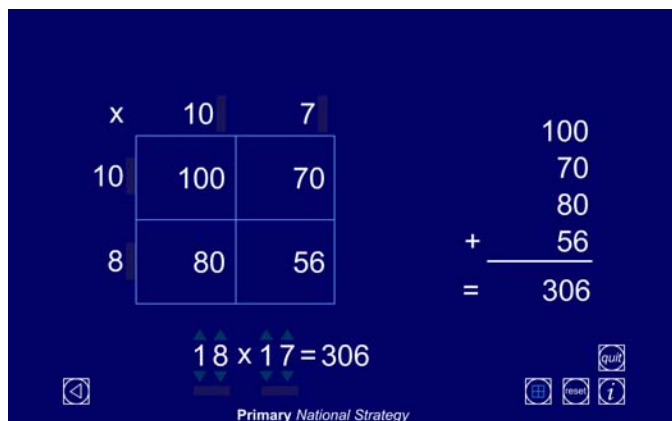 x 10 7
10 100 70
8 80 56
100
70
80
+ 56
= 306
18 x 17 = 306
quit
reset
i
Primary National Strategy